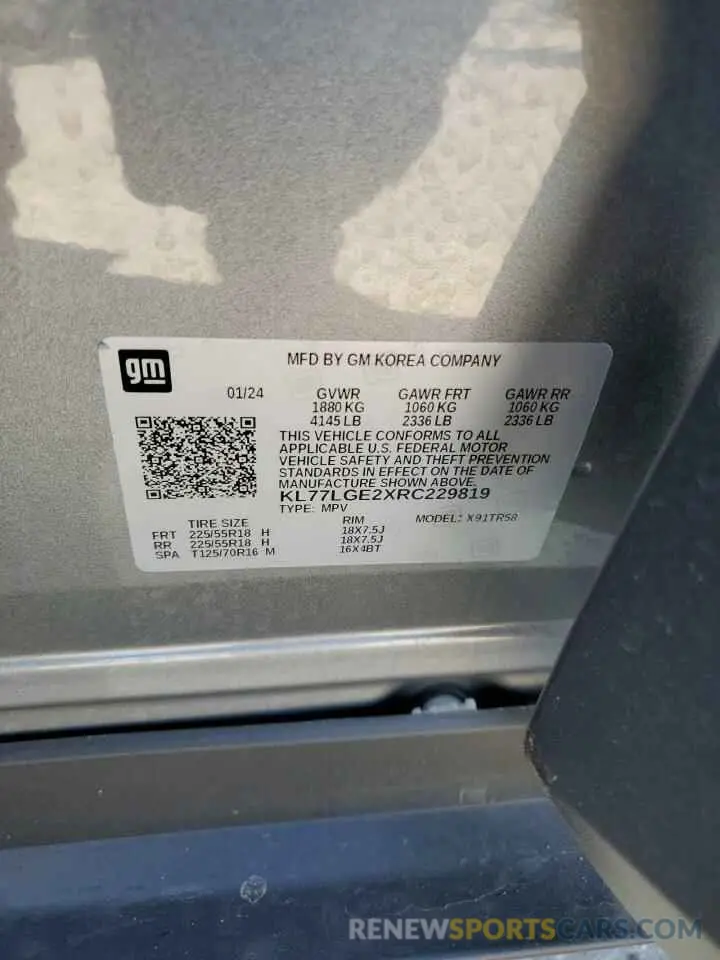 gm
MFD BY GM KOREA COMPANY
01/24 GVWR GAWR FRT GAWR RR
1880 KG 1060 KG 1060 KG
4145 LB 2336 LB 2336 LB
THIS VEHICLE CONFORMS TO ALL
APPLICABLE U.S. FEDERAL MOTOR
VEHICLE SAFETY AND THEFT PREVENTION
STANDARDS IN EFFECT ON THE DATE OF
MANUFACTURE SHOWN ABOVE.
KL77LGE2XRC229819
TYPE: MPV MODEL: X91TR58
TIRE SIZE RIM
FRT 225/55R18 H 18X7.5J
RR 225/55R18 H 18X7.5J
SPA T125/70R16 M 16X4BT
RENEWSPORTSCARS.COM